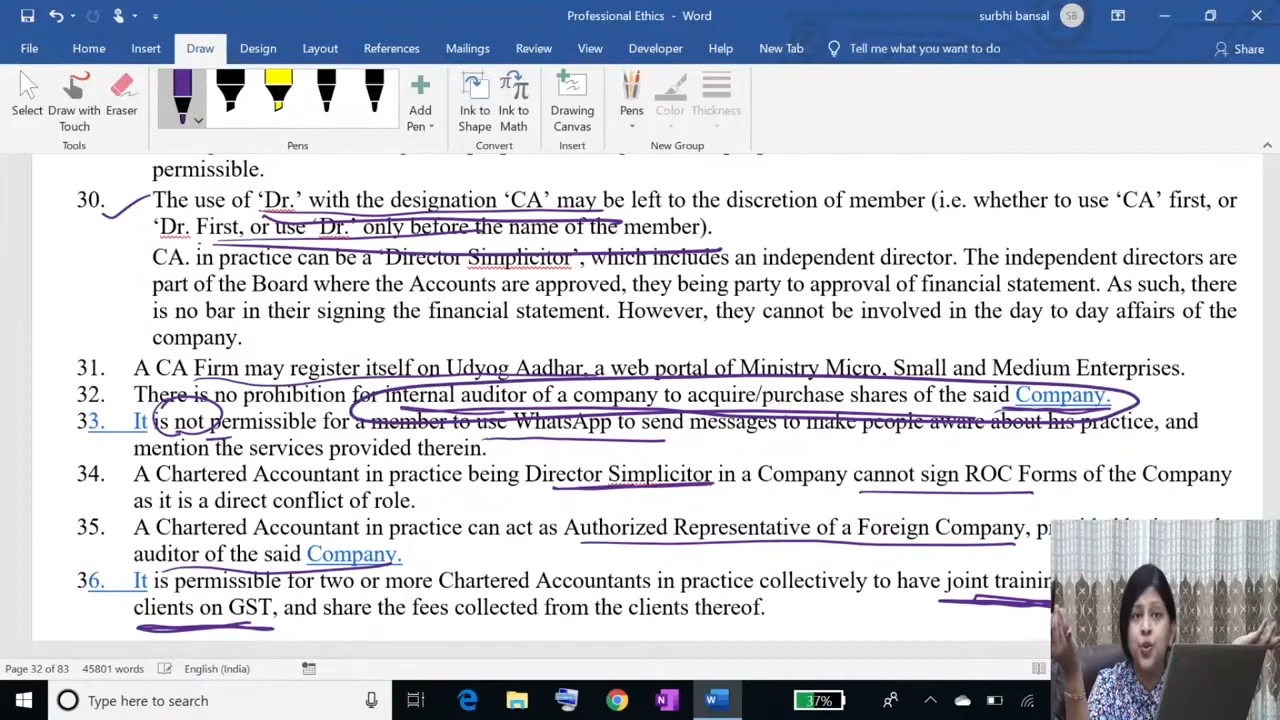 Professional Ethics - Word
surbhi bansal SB
File Home Insert Draw Design Layout References Mailings Review View Developer Help New Tab Tell me what you want to do Share
Select Draw with Touch Eraser Add Pen Ink to Shape Ink to Math Drawing Canvas Pens Color Thickness
Tools Pens Convert Insert New Group
permissible.
30. The use of ‘Dr.’ with the designation ‘CA’ may be left to the discretion of member (i.e. whether to use ‘CA’ first, or
‘Dr. First, or use ‘Dr.’ only before the name of the member).
CA. in practice can be a ‘Director Simplicitor’, which includes an independent director. The independent directors are
part of the Board where the Accounts are approved, they being party to approval of financial statement. As such, there
is no bar in their signing the financial statement. However, they cannot be involved in the day to day affairs of the
company.
31. A CA Firm may register itself on Udyog Aadhar, a web portal of Ministry Micro, Small and Medium Enterprises.
32. There is no prohibition for internal auditor of a company to acquire/purchase shares of the said Company.
33. It is not permissible for a member to use WhatsApp to send messages to make people aware about his practice, and
mention the services provided therein.
34. A Chartered Accountant in practice being Director Simplicitor in a Company cannot sign ROC Forms of the Company
as it is a direct conflict of role.
35. A Chartered Accountant in practice can act as Authorized Representative of a Foreign Company,
auditor of the said Company.
36. It is permissible for two or more Chartered Accountants in practice collectively to have joint
clients on GST, and share the fees collected from the clients thereof.
Page 32 of 83 45801 words English (India)
Type here to search 37%